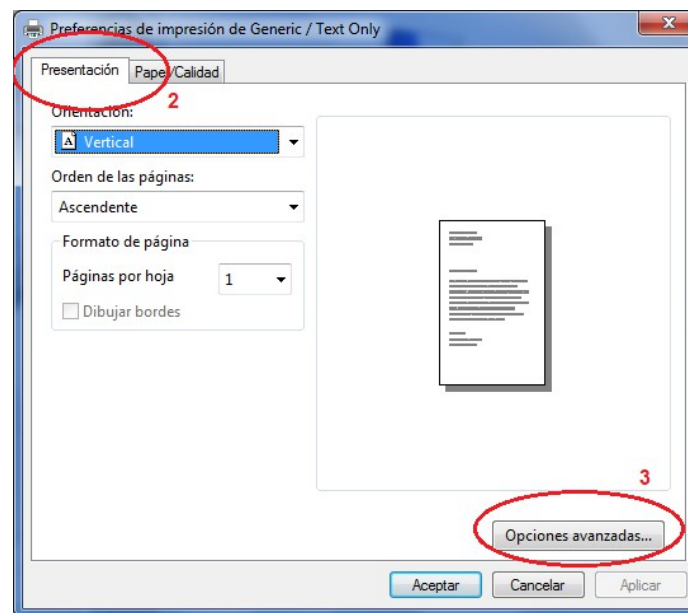 Preferencias de impresión de Generic / Text Only
Presentación
Papel/Calidad
2
Orientación:
Vertical
Orden de las páginas:
Ascendente
Formato de página
Páginas por hoja 1
Dibujar bordes
3
Opciones avanzadas...
Aceptar Cancelar Aplicar